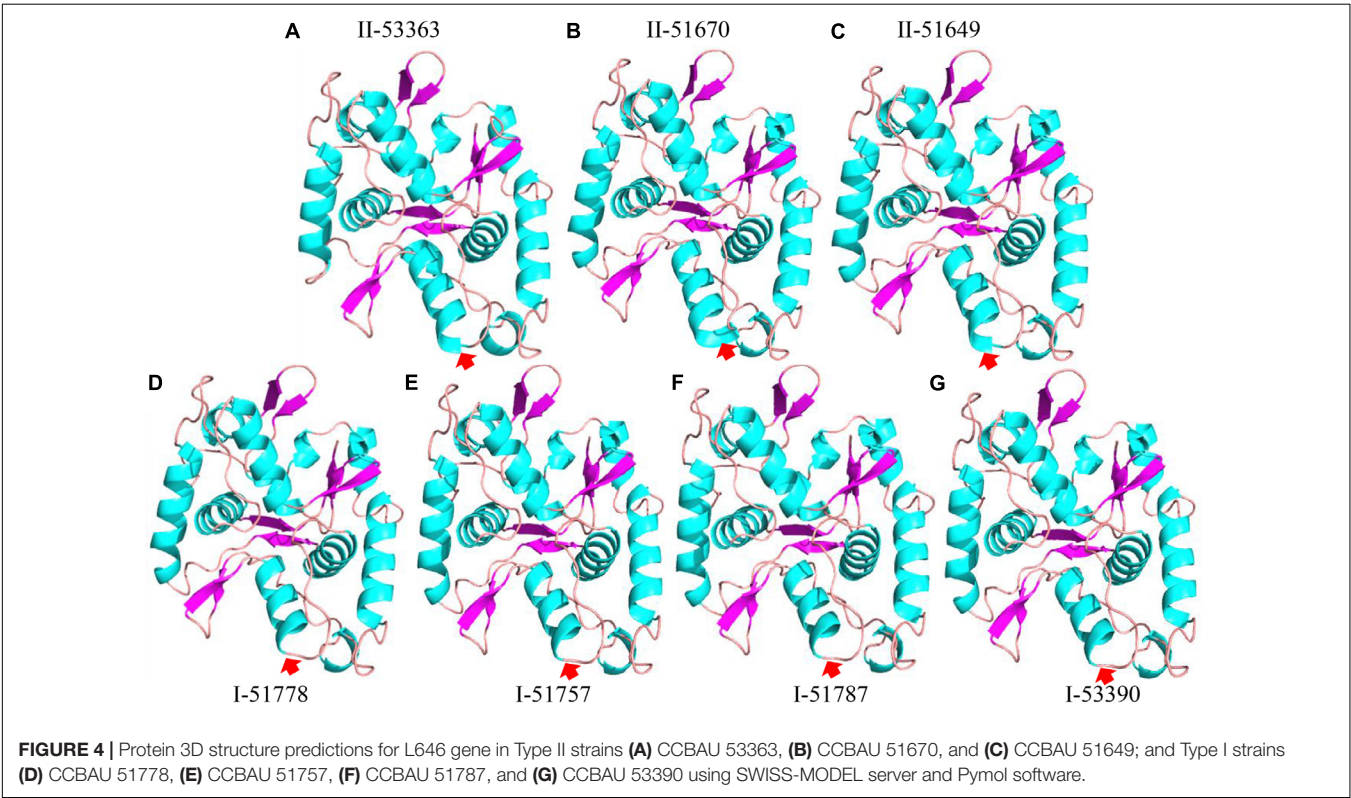 A II-53363 B II-51670 C II-51649
D E F G
I-51778 I-51757 I-51787 I-53390
FIGURE 4 | Protein 3D structure predictions for L646 gene in Type II strains (A) CCBAU 53363, (B) CCBAU 51670, and (C) CCBAU 51649; and Type I strains
(D) CCBAU 51778, (E) CCBAU 51757, (F) CCBAU 51787, and (G) CCBAU 53390 using SWISS-MODEL server and Pymol software.